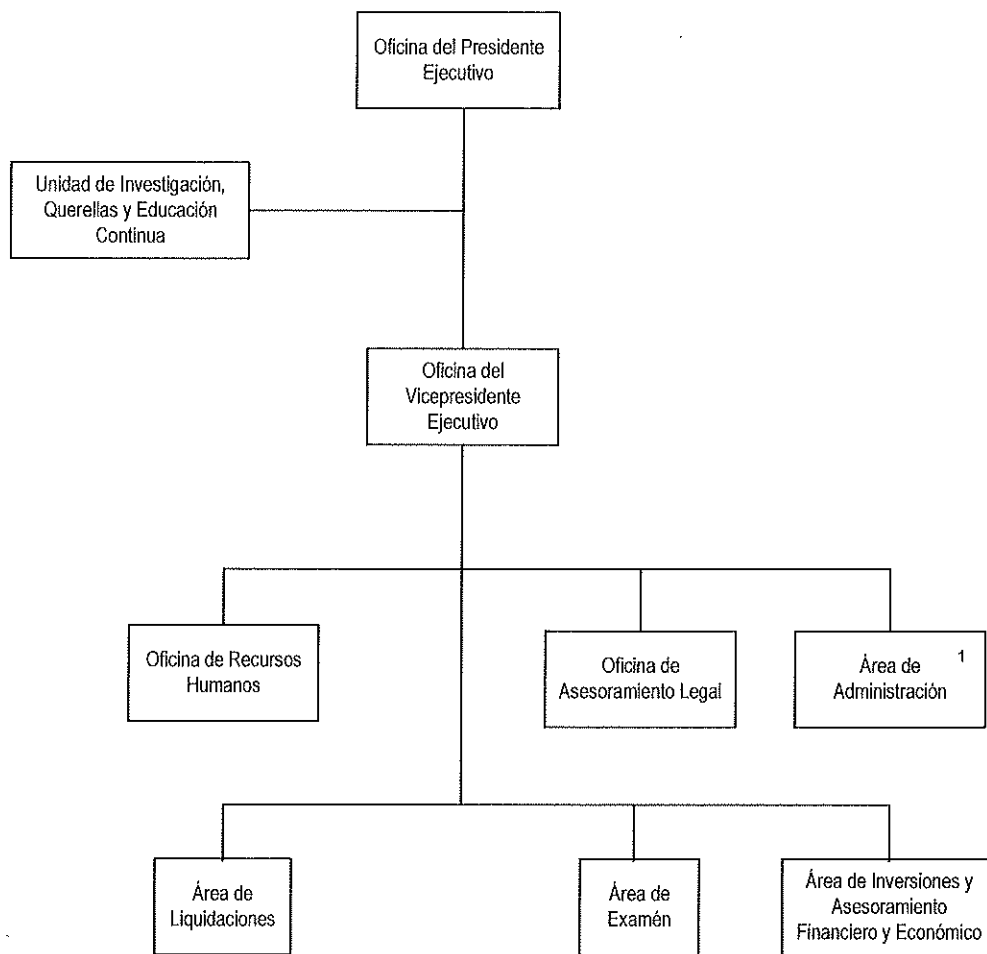 Oficina del Presidente
Ejecutivo
Unidad de Investigación,
Querellas y Educación
Continua
Oficina del
Vicepresidente
Ejecutivo
Oficina de Recursos
Humanos
Oficina de
Asesoramiento Legal
Área de 1
Administración
Área de
Liquidaciones
Área de
Examén
Área de Inversiones y
Asesoramiento
Financiero y Económico